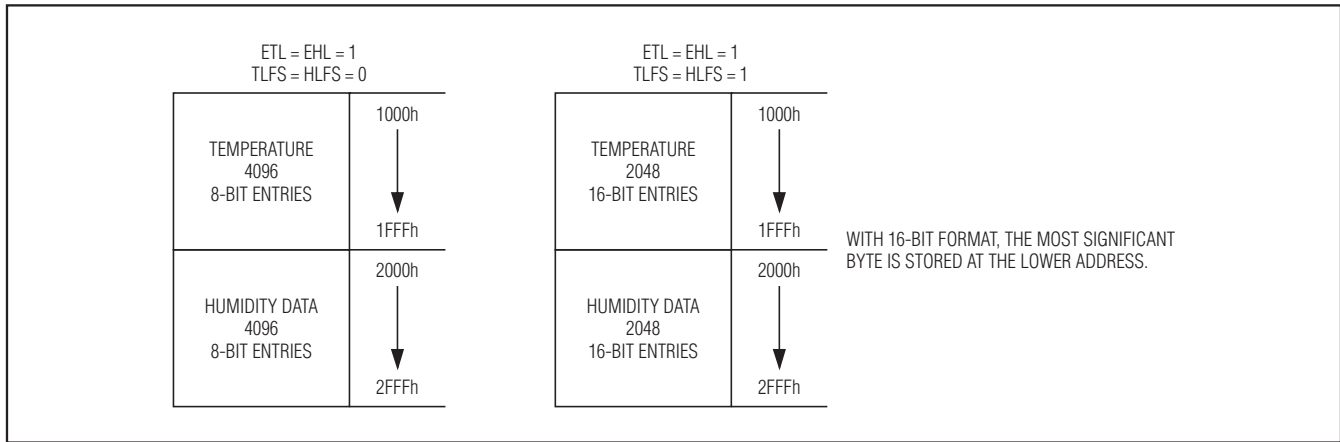 ETL = EHL = 1
TLFS = HLFS = 0
TEMPERATURE
4096
8-BIT ENTRIES
1000h
1FFFh
HUMIDITY DATA
4096
8-BIT ENTRIES
2000h
2FFFh
ETL = EHL = 1
TLFS = HLFS = 1
TEMPERATURE
2048
16-BIT ENTRIES
1000h
1FFFh
HUMIDITY DATA
2048
16-BIT ENTRIES
2000h
2FFFh
WITH 16-BIT FORMAT, THE MOST SIGNIFICANT
BYTE IS STORED AT THE LOWER ADDRESS.